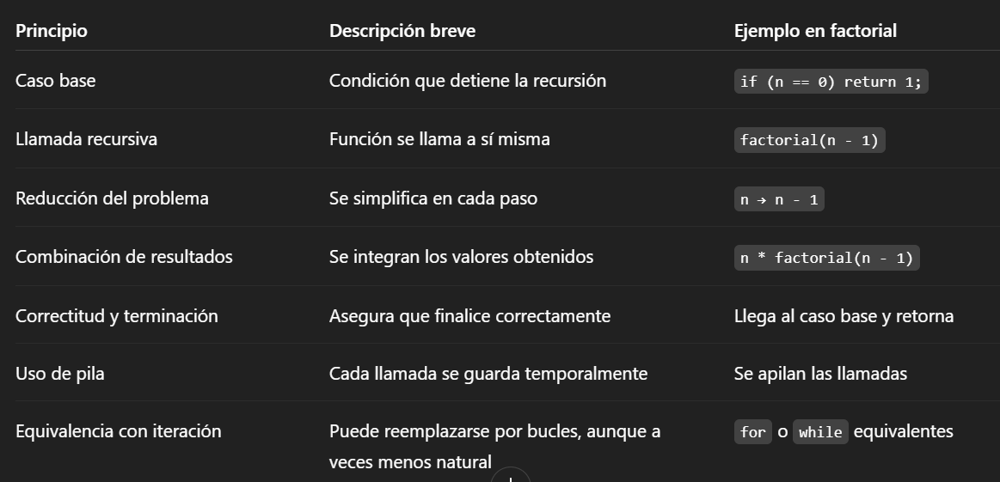 Principio Descripción breve Ejemplo en factorial
Caso base Condición que detiene la recursión if (n == 0) return 1;
Llamada recursiva Función se llama a sí misma factorial(n - 1)
Reducción del problema Se simplifica en cada paso n → n - 1
Combinación de resultados Se integran los valores obtenidos n * factorial(n - 1)
Correctitud y terminación Asegura que finalice correctamente Llega al caso base y retorna
Uso de pila Cada llamada se guarda temporalmente Se apilan las llamadas
Equivalencia con iteración Puede reemplazarse por bucles, aunque a for o while equivalentes
veces menos natural